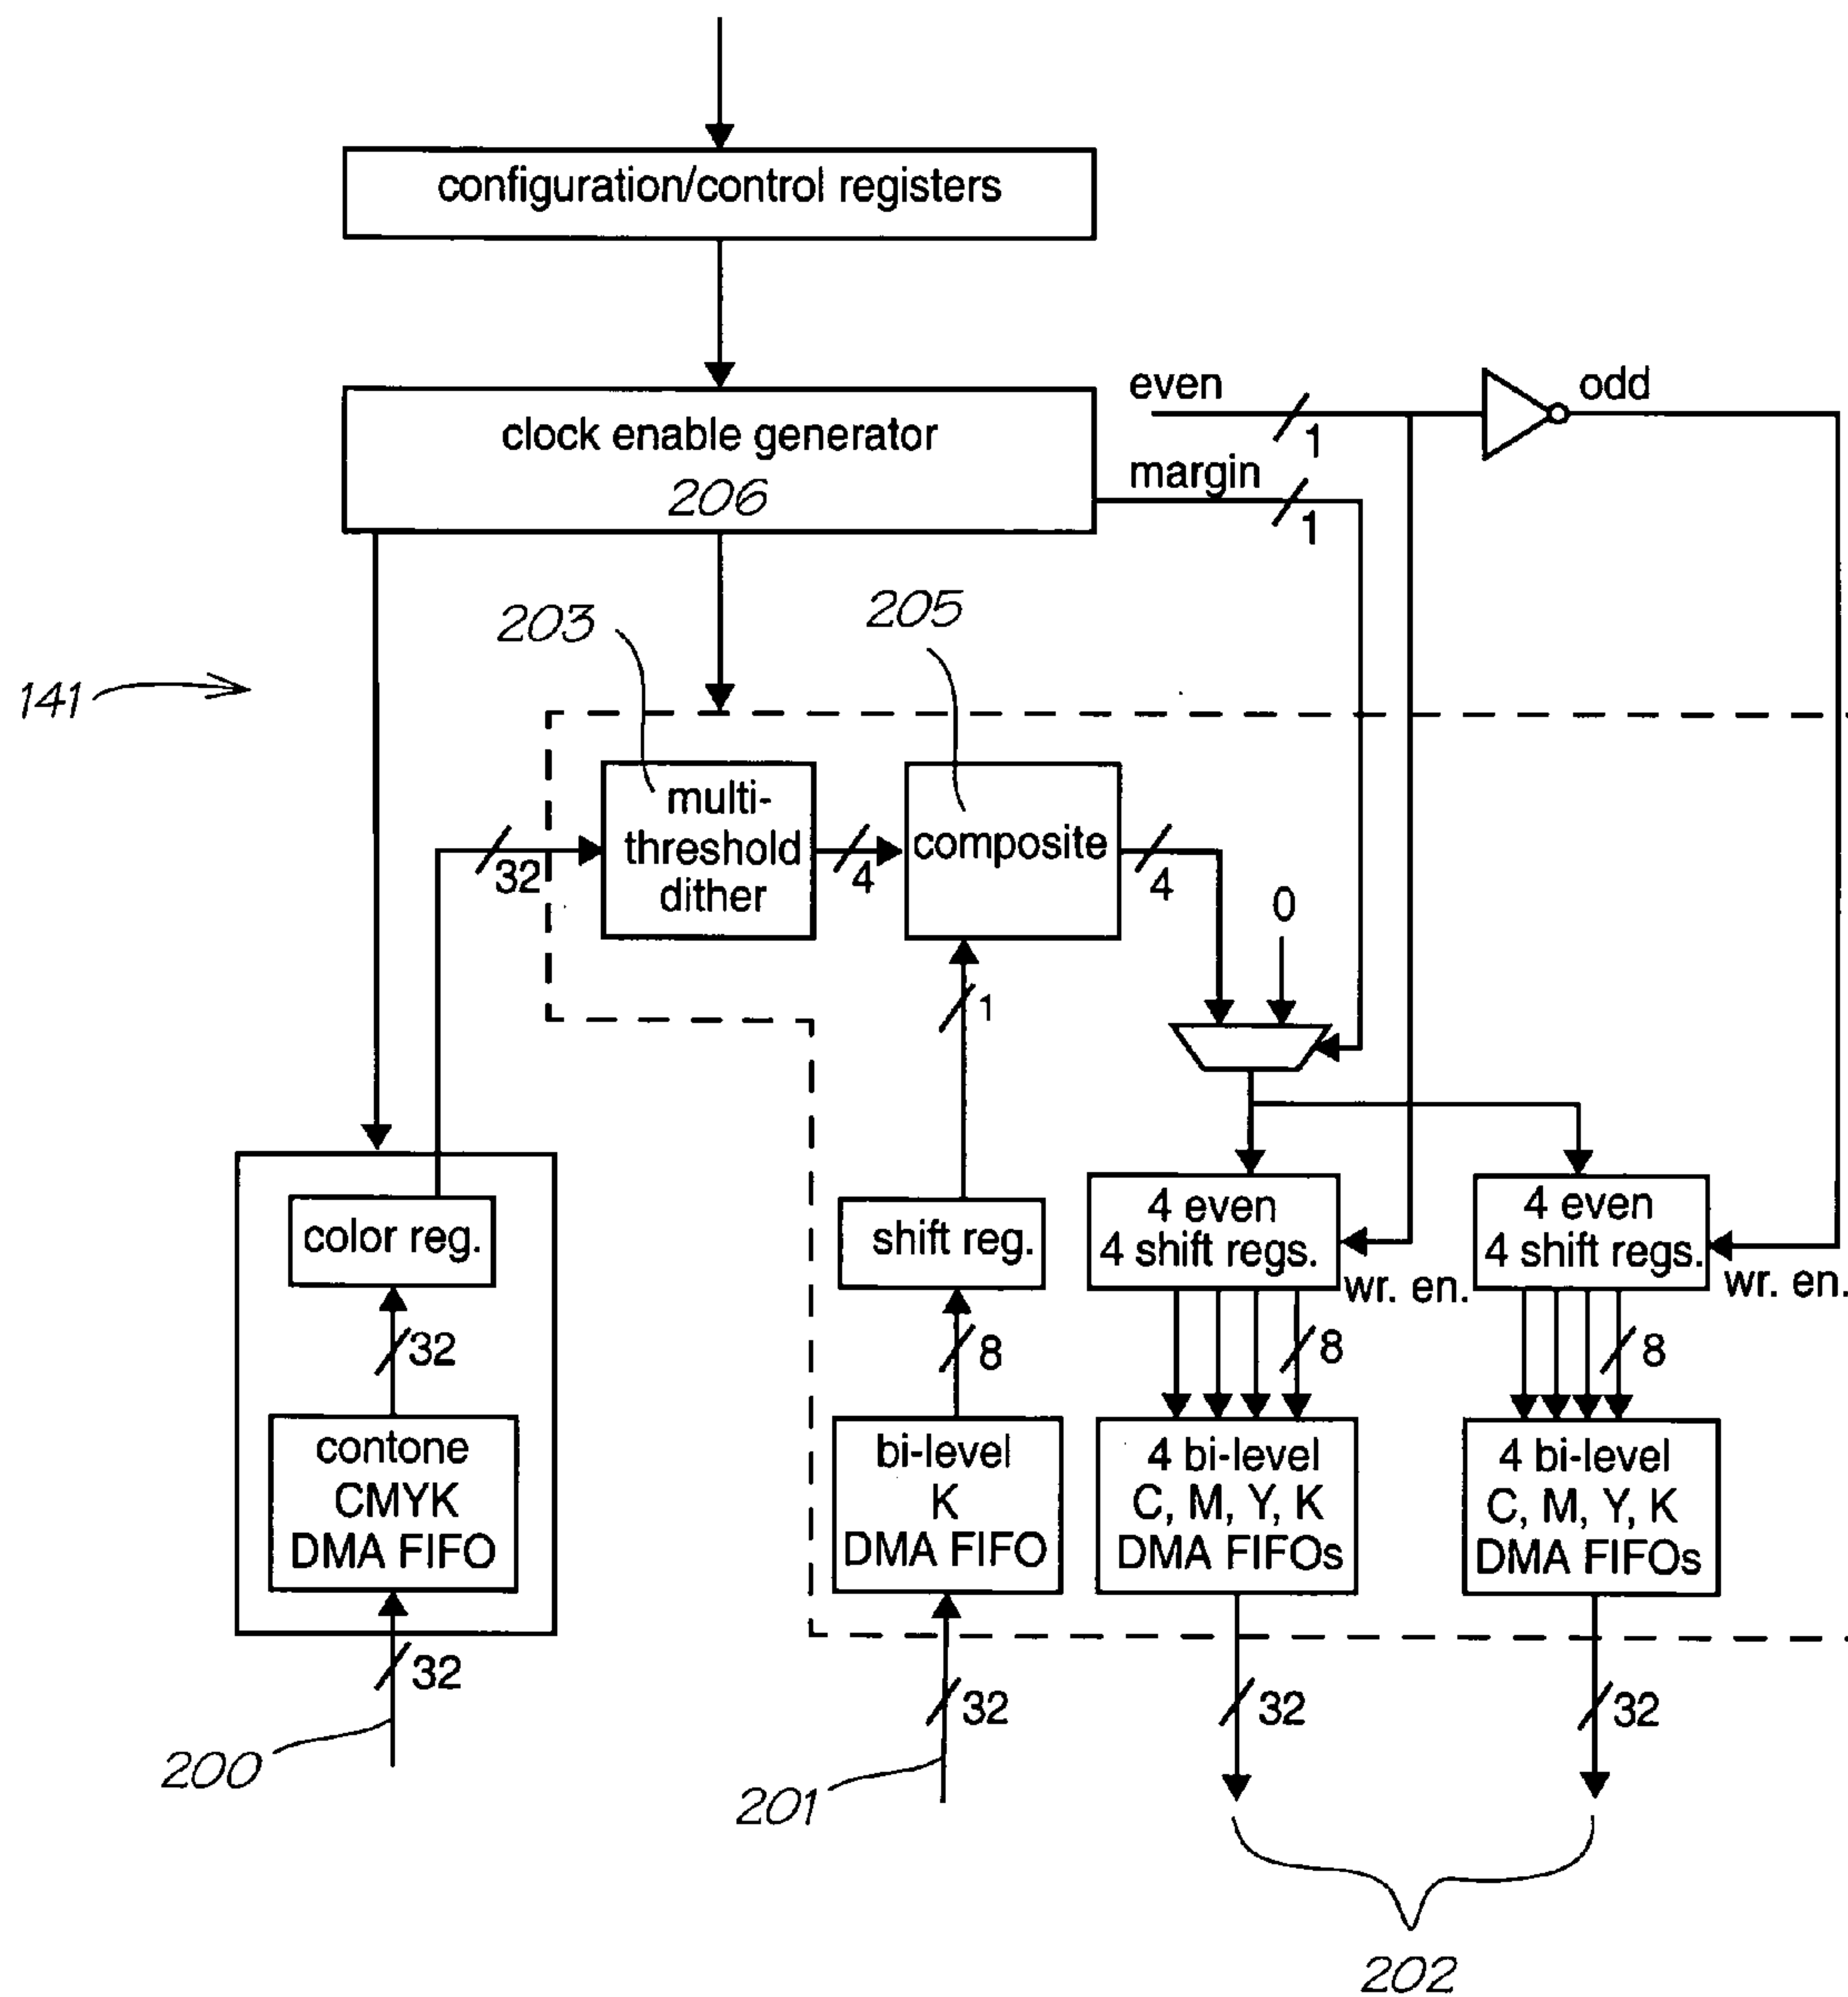 configuration/control registers
clock enable generator
206
even
1
odd
margin
1
203
205
141
multi-
threshold
dither
composite
32
4
4
0
1
color reg.
shift reg.
4 even
4 shift regs.
wr. en.
4 even
4 shift regs.
wr. en.
32
8
8
8
contone
CMYK
DMA FIFO
bi-level
K
DMA FIFO
4 bi-level
C, M, Y, K
DMA FIFOs
4 bi-level
C, M, Y, K
DMA FIFOs
32
32
32
32
200
201
202